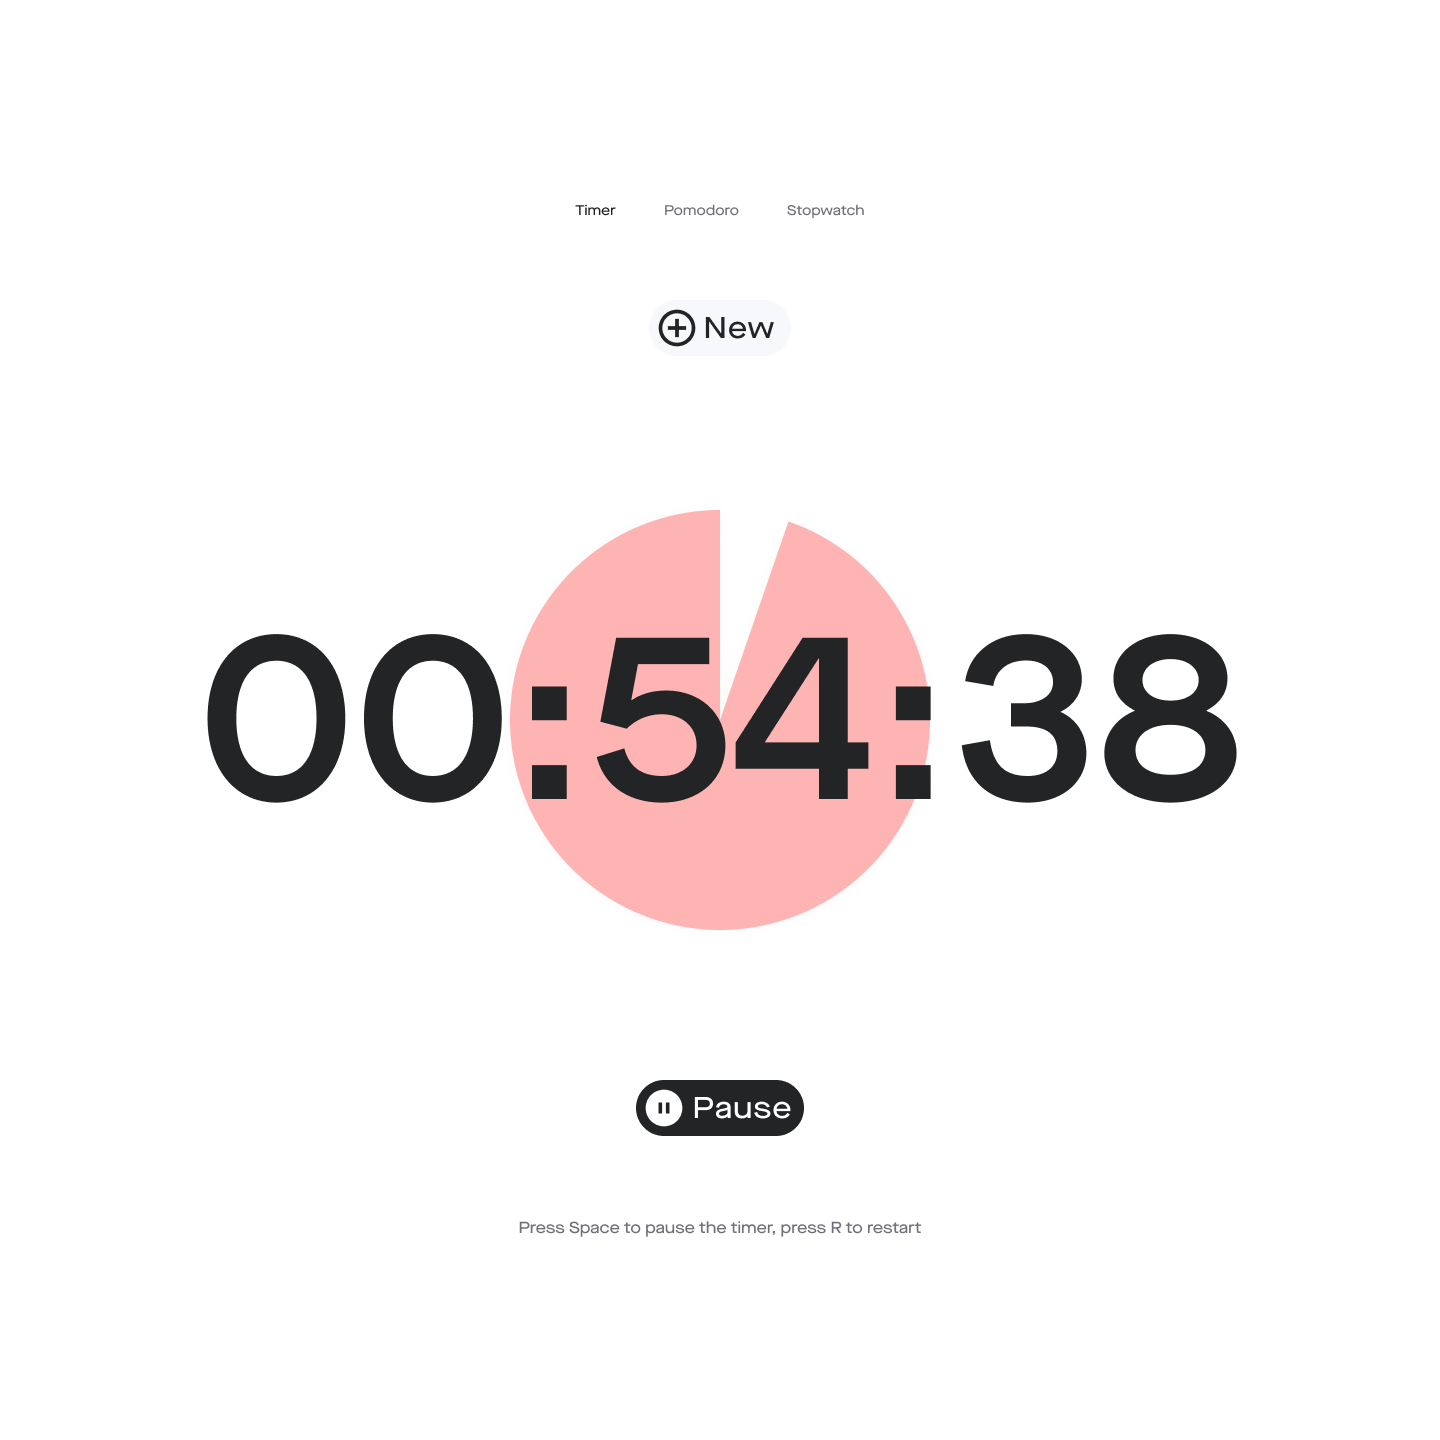 Timer Pomodoro Stopwatch
New
00:54:38
Pause
Press Space to pause the timer, press R to restart